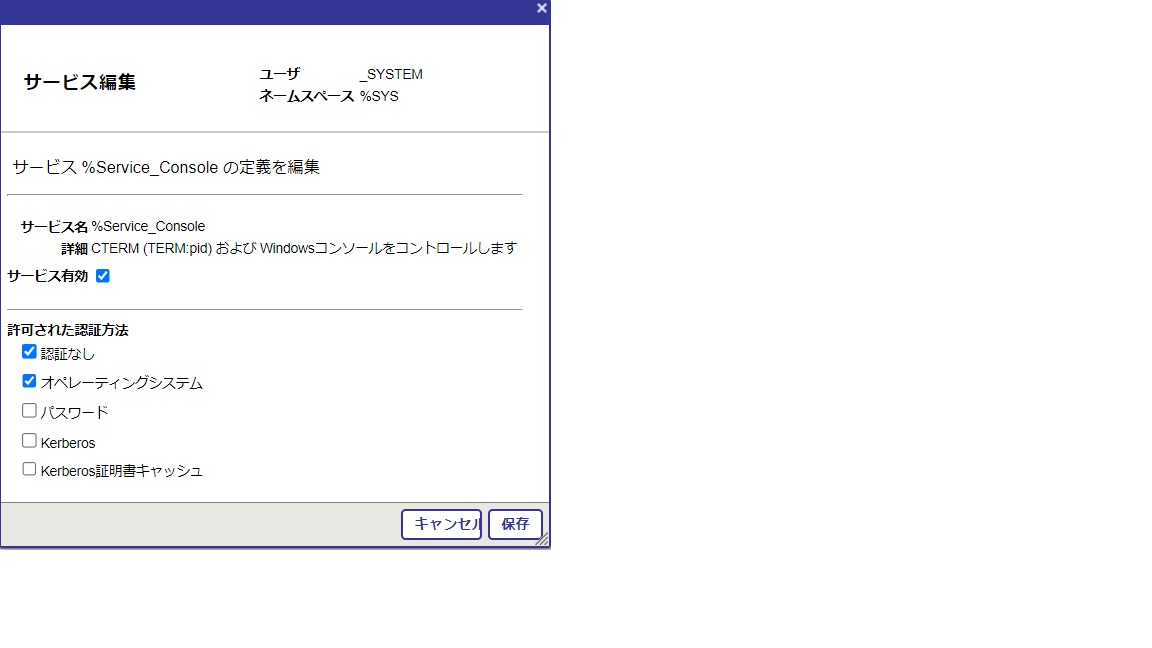 サービス編集
ユーザ _SYSTEM
ネームスペース %SYS
サービス %Service_Console の定義を編集
サービス名 %Service_Console
詳細 CTERM (TERM:pid) および Windowsコンソールをコントロールします
サービス有効
許可された認証方法
認証なし
オペレーティングシステム
パスワード
Kerberos
Kerberos証明書キャッシュ
キャンセル 保存